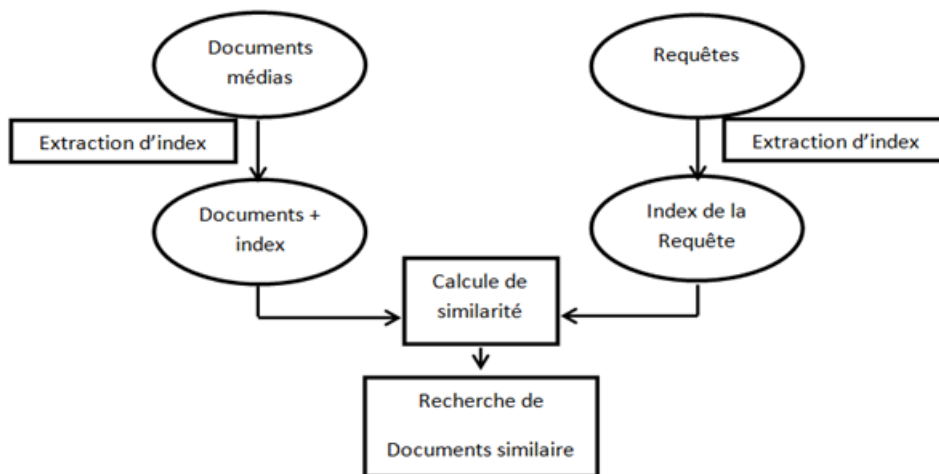 Documents
médias
Requêtes
Extraction d'index
Extraction d'index
Documents +
index
Index de la
Requête
Calcule de
similarité
Recherche de
Documents similaire